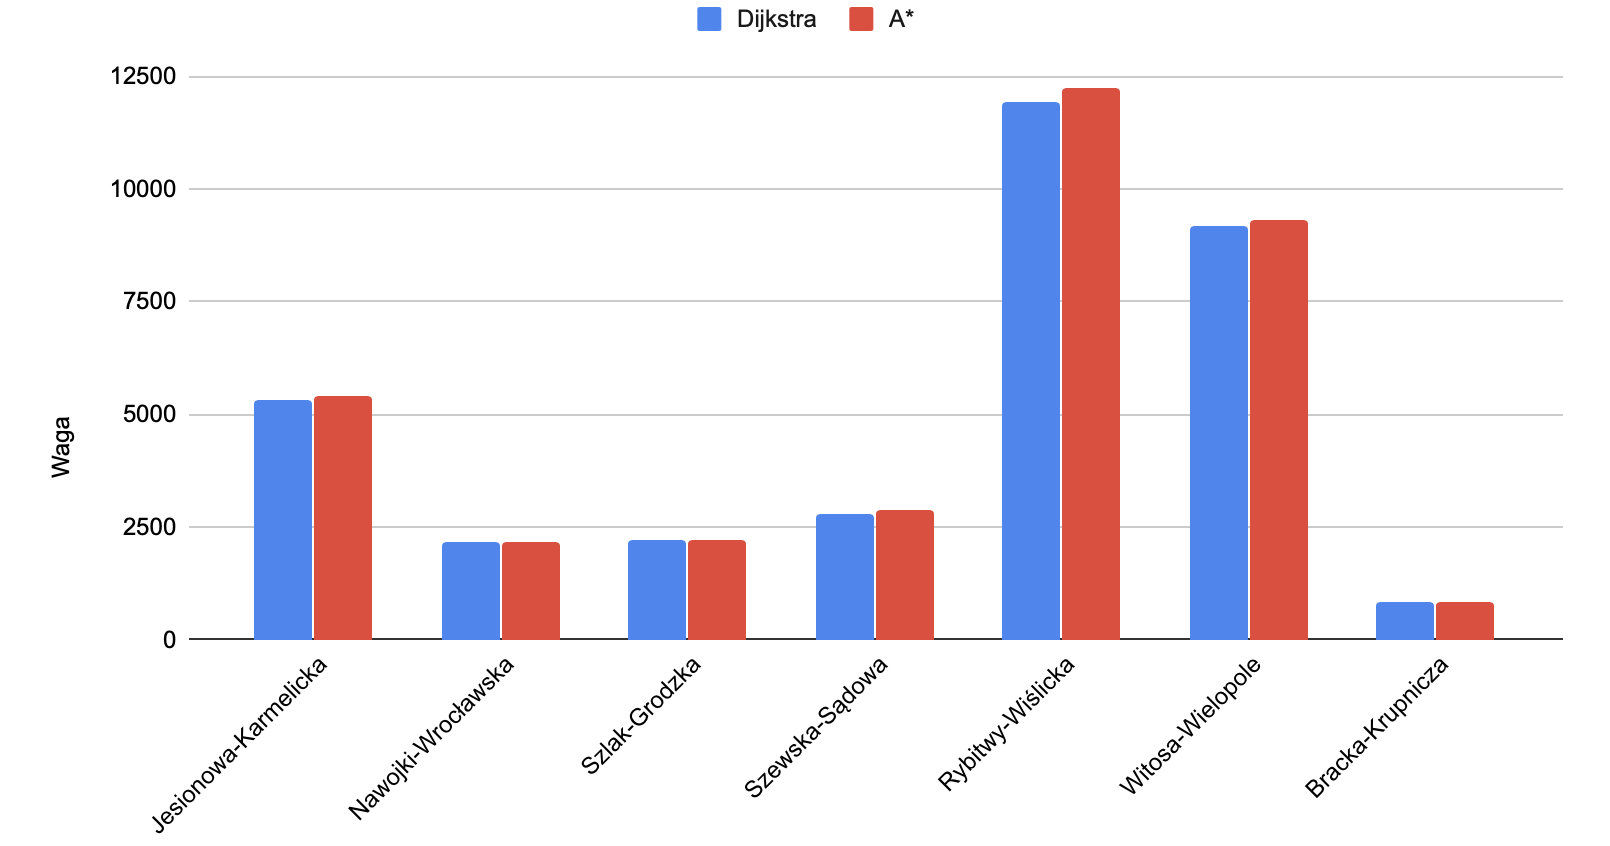 Dijkstra A*
12500
10000
7500
5000
2500
0
Waga
Jesionowa-Karmelicka
Nawojki-Wrocławska
Szlak-Grodzka
Szewska-Sądowa
Rybitwy-Wiślicka
Witosa-Wielopole
Bracka-Krupnicza